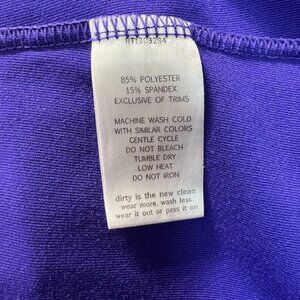 85% POLYESTER
15% SPANDEX
EXCLUSIVE OF TRIMS
MACHINE WASH COLD
WITH SIMILAR COLORS
GENTLE CYCLE
DO NOT BLEACH
TUMBLE DRY
LOW HEAT
DO NOT IRON
dirty is the new clean
wear more, wash less
wear it out or pass it on